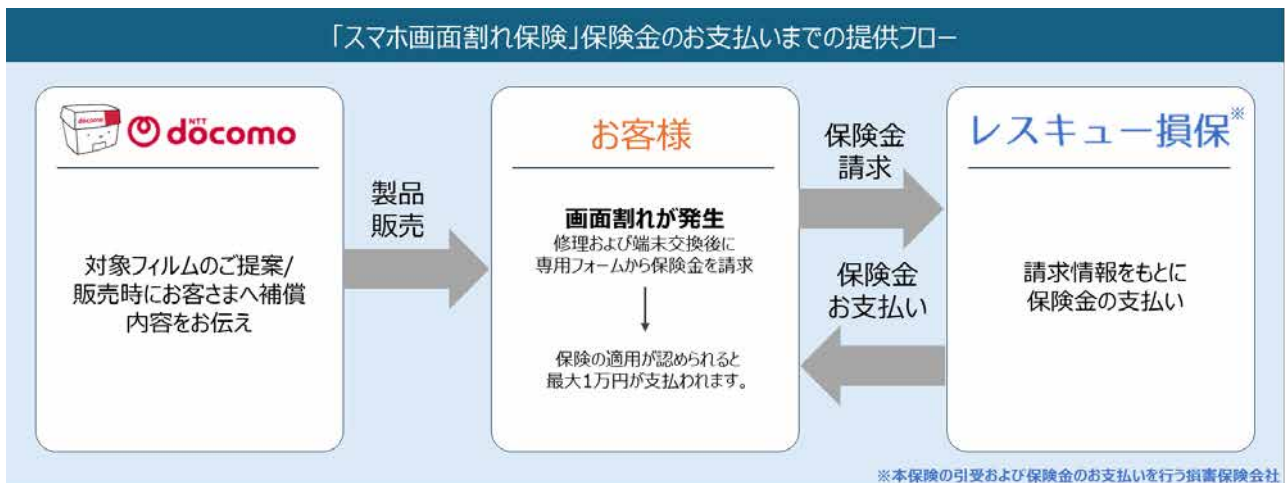 「スマホ画面割れ保険」保険金のお支払いまでの提供フロー
docomo
NTT
docomo
対象フィルムのご提案/
販売時にお客さまへ補償
内容をお伝え
製品
販売
お客様
画面割れが発生
修理および端末交換後に
専用フォームから保険金を請求
保険の適用が認められると
最大1万円が支払われます。
保険金
請求
保険金
お支払い
レスキュー損保※
請求情報をもとに
保険金の支払い
※本保険の引受および保険金のお支払いを行う損害保険会社